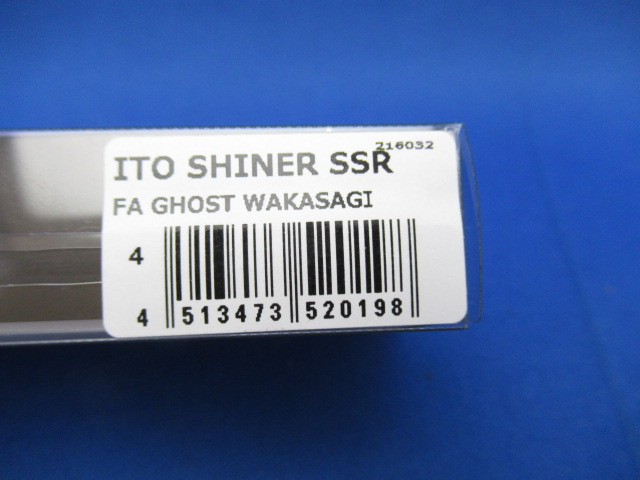 216032
ITO SHINER SSR
FA GHOST WAKASAGI
4
4 513473 520198